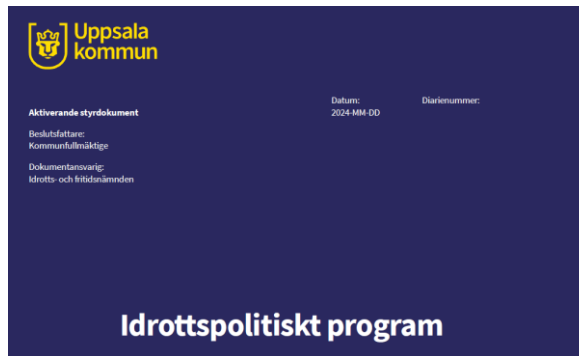 Uppsala
kommun
Datum:
Diarienummer:
Aktiverande styrdokument
2024-MM-DD
Beslutsfattare:
Kommunfullmäktige
Dokumentansvarig:
Idrotts- och fritidsnämnden
Idrottspolitiskt program